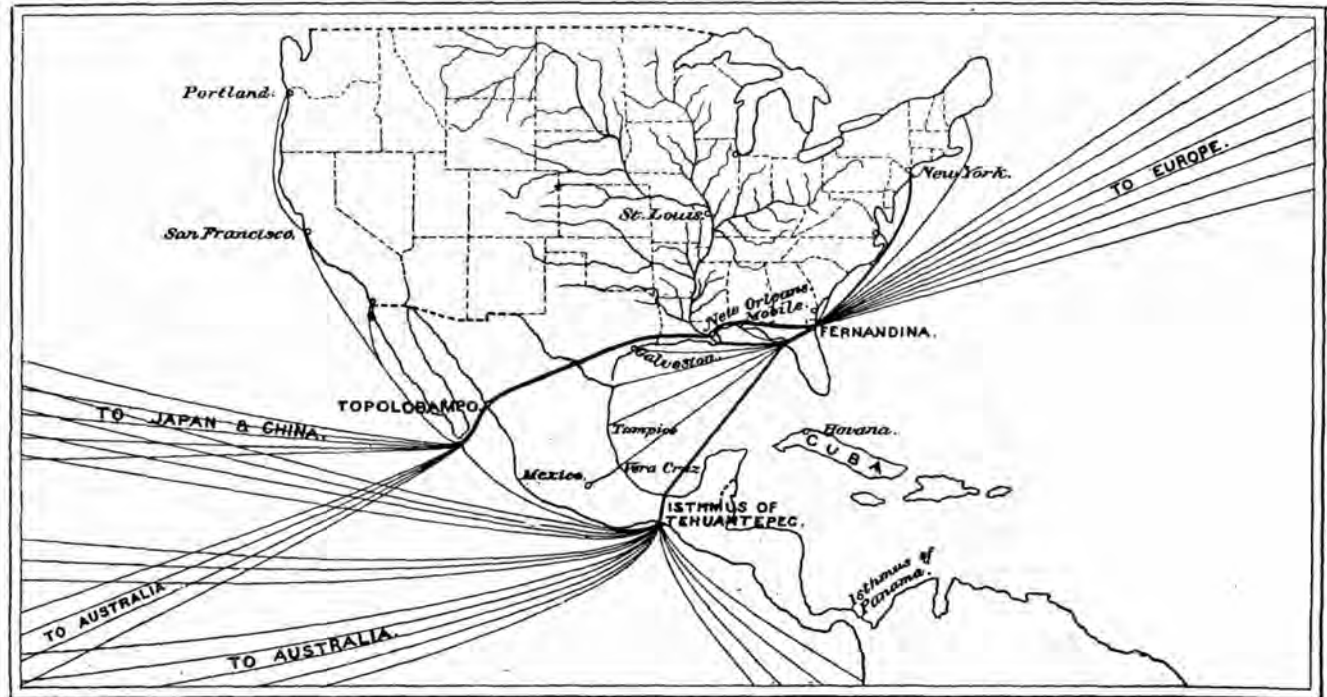 Portland.
TO EUROPE.
New York.
St. Louis.
San Francisco.
New Orleans.
Mobile.
FERNANDINA.
Galveston.
TOPOLOBAMPO.
TO JAPAN & CHINA.
Tampico
Havana.
CUBA
Vera Cruz
Mexico.
ISTHMUS OF
TEHUANTEPEC.
Isthmus of
Panama.
TO AUSTRALIA
TO AUSTRALIA.